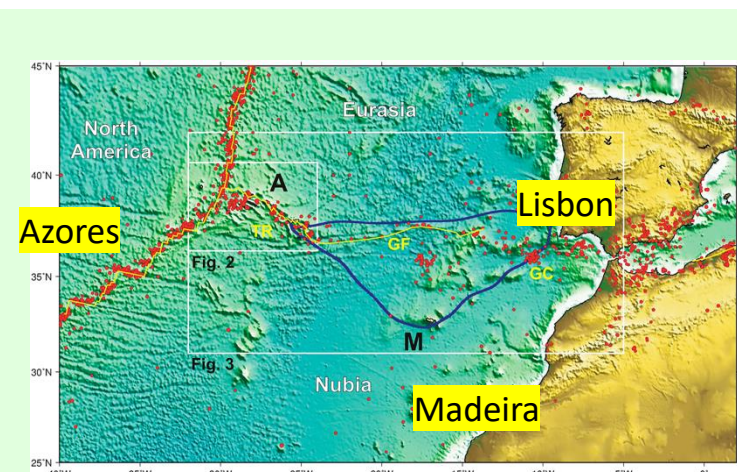 45°N
North
America
Eurasia
40°N
A
Lisbon
Azores
TR
GF
Fig. 2
GC
35°N
M
Fig. 3
30°N
Nubia
Madeira
25°N